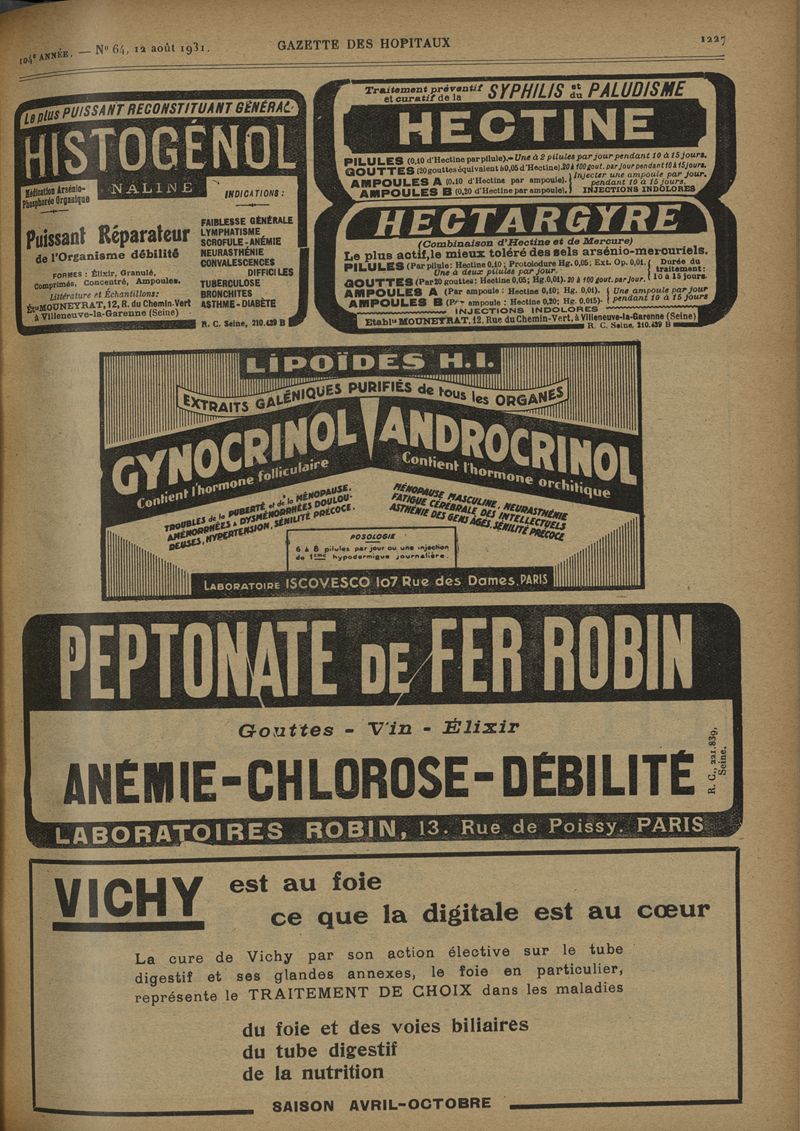 104e ANNÉE. — No 64, 12 août 1931.
GAZETTE DES HOPITAUX
1227
Le plus PUISSANT RECONSTITUANT GÉNÉRAL
HISTOGÉNOL
NALINE
Médication Arsénio-
Phosphorée Organique
INDICATIONS :
Puissant Réparateur
de l'Organisme débilité
FORMES : Élixir, Granulé,
Comprimés, Concentré, Ampoules.
Littérature et Échantillons:
Éts MOUNEYRAT, 12, R. du Chemin-Vert
à Villeneuve-la-Garenne (Seine)
FAIBLESSE GÉNÉRALE
LYMPHATISME
SCROFULE - ANÉMIE
NEURASTHÉNIE
CONVALESCENCES
DIFFICILES
TUBERCULOSE
BRONCHITES
ASTHME - DIABÈTE
R. C. Seine, 210.439 B
Traitement préventif et curatif de la SYPHILIS et du PALUDISME
HECTINE
PILULES (0,10 d'Hectine par pilule).- Une à 2 pilules par jour pendant 10 à 15 jours.
GOUTTES (20 gouttes équivalent à 0,05 d'Hectine). 20 à 100 gout. par jour pendant 10 à 15 jours.
AMPOULES A (0,10 d'Hectine par ampoule). } Injecter une ampoule par jour.
AMPOULES B (0,20 d'Hectine par ampoule). } pendant 10 à 15 jours.
INJECTIONS INDOLORES
HECTARGYRE
(Combinaison d'Hectine et de Mercure)
Le plus actif, le mieux toléré des sels arsénio-mercuriels.
PILULES (Par pilule: Hectine 0,10 ; Protoiodure Hg. 0,05; Ext. Op. 0,01.
Une à deux pilules par jour.
GOUTTES (Par 20 gouttes: Hectine 0,05; Hg. 0,01). 20 à 100 gout. par jour.
{ Durée du
traitement:
10 à 15 jours.
AMPOULES A (Par ampoule : Hectine 0,10; Hg. 0,01). { Une ampoule par jour
AMPOULES B (Pr ampoule : Hectine 0,20; Hg. 0.015). { pendant 10 à 15 jours
INJECTIONS INDOLORES
Etablts MOUNEYRAT, 12, Rue du Chemin-Vert, à Villeneuve-la-Garenne (Seine)
R. C. Seine, 210.439 B
LIPOÏDES H.I.
EXTRAITS GALÉNIQUES PURIFIÉS de tous les ORGANES
GYNOCRINOL
Contient l'hormone folliculaire
ANDROCRINOL
Contient l'hormone orchitique
TROUBLES de la PUBERTÉ et de la MÉNOPAUSE,
AMÉNORRHÉES & DYSMÉNORRHÉES DOULOU-
REUSES, HYPERTENSION, SÉNILITÉ PRÉCOCE.
MÉNOPAUSE MASCULINE, NEURASTHÉNIE
FATIGUE CÉRÉBRALE DES INTELLECTUELS
ASTHÉNIE DES GENS ÂGÉS, SÉNILITÉ PRÉCOCE
POSOLOGIE
6 à 8 pilules par jour ou une injection
de 1cmc hypodermique journalière.
LABORATOIRE ISCOVESCO 107 Rue des Dames, PARIS
PEPTONATE DE FER ROBIN
Gouttes - Vin - Élixir
ANÉMIE - CHLOROSE - DÉBILITÉ
R. C., 221.839,
Seine.
LABORATOIRES ROBIN, 13. Rue de Poissy. PARIS
VICHY est au foie
ce que la digitale est au cœur
La cure de Vichy par son action élective sur le tube
digestif et ses glandes annexes, le foie en particulier,
représente le TRAITEMENT DE CHOIX dans les maladies
du foie et des voies biliaires
du tube digestif
de la nutrition
SAISON AVRIL-OCTOBRE